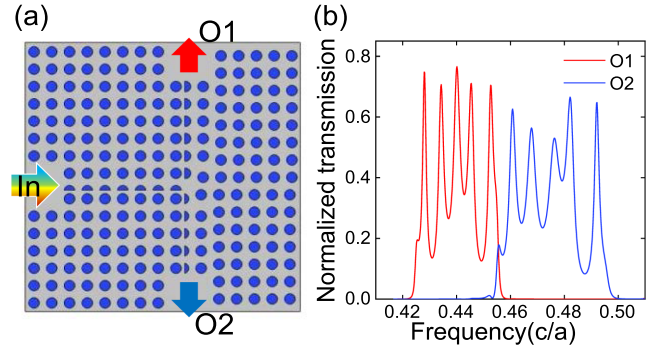 (a)
O1
In
O2
(b)
Normalized transmission
0.8
0.6
0.4
0.2
0.0
O1
O2
0.42 0.44 0.46 0.48 0.50
Frequency(c/a)